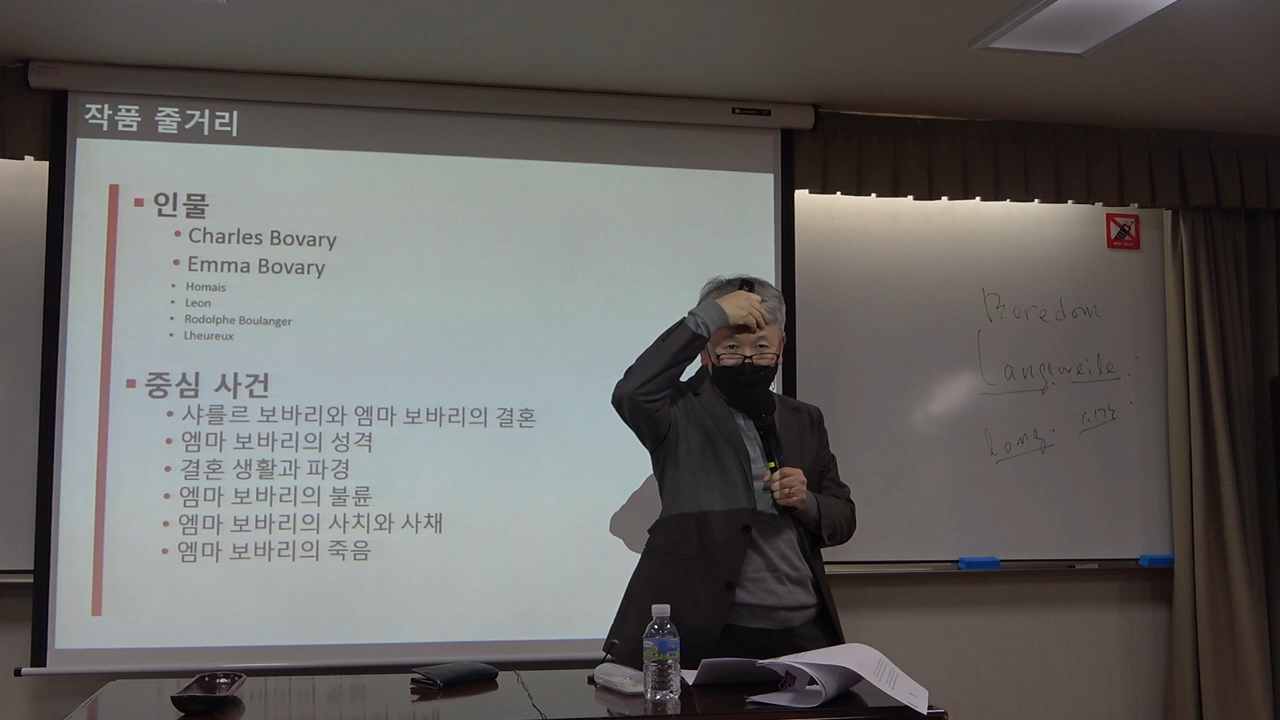 작품 줄거리
인물
Charles Bovary
Emma Bovary
Homais
Leon
Rodolphe Boulanger
Lheureux
중심 사건
샤를르 보바리와 엠마 보바리의 결혼
엠마 보바리의 성격
결혼 생활과 파경
엠마 보바리의 불륜
엠마 보바리의 사치와 사채
엠마 보바리의 죽음
Boredom
Langeweile
Long. 시간